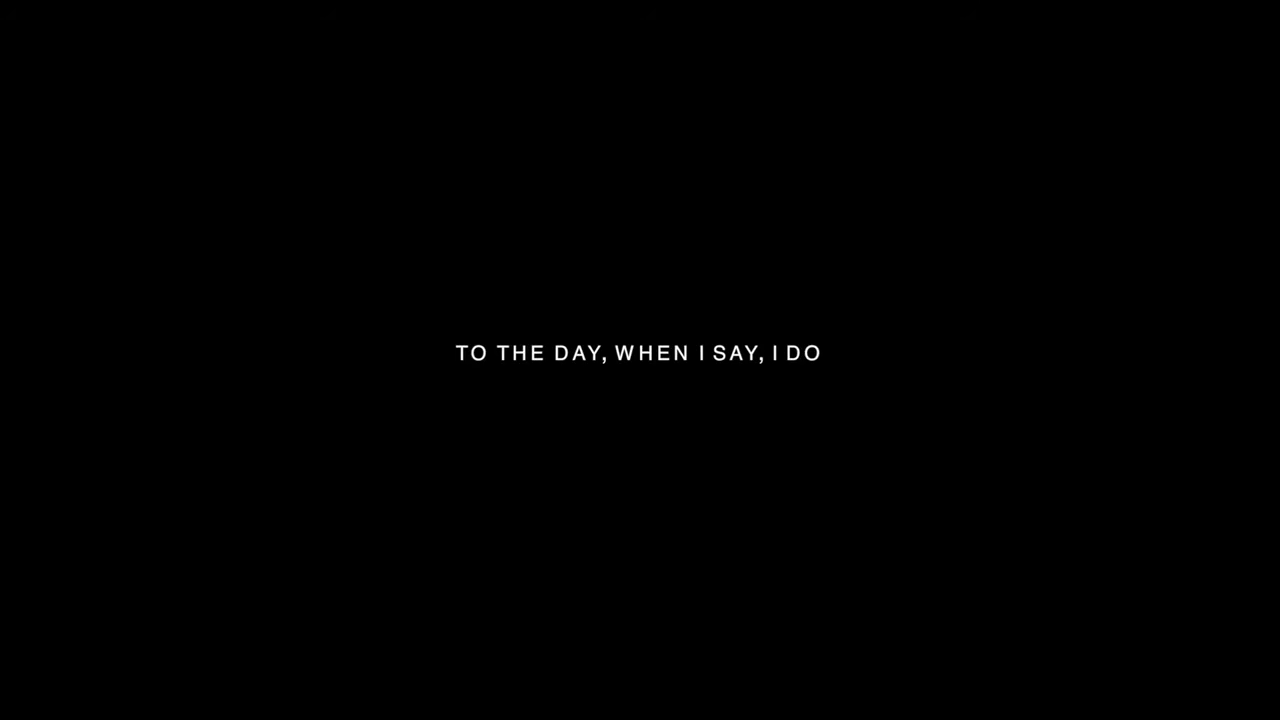 TO THE DAY, WHEN I SAY, I DO